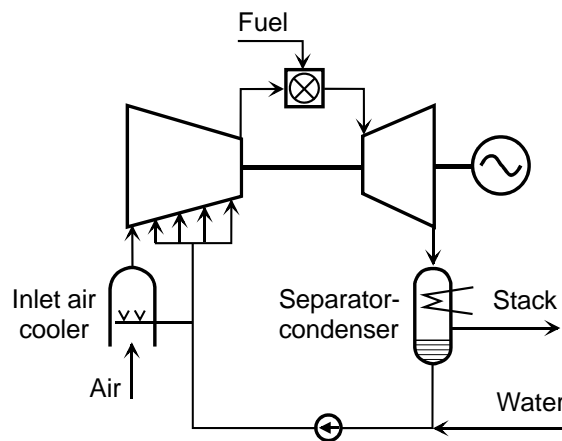 Fuel
Inlet air
cooler
Separator-
condenser
Stack
Air
Water